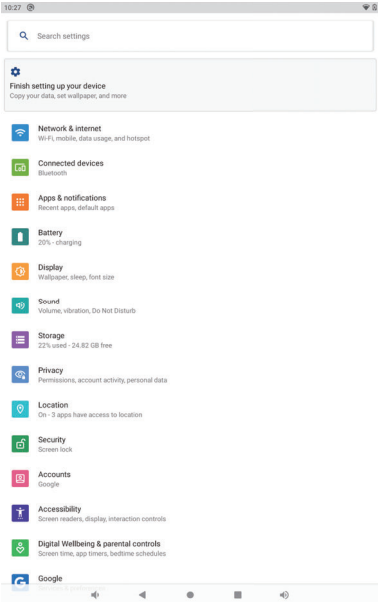 10:27
Search settings
Finish setting up your device
Copy your data, set wallpaper, and more
Network & internet
Wi-Fi, mobile, data usage, and hotspot
Connected devices
Bluetooth
Apps & notifications
Recent apps, default apps
Battery
20% - charging
Display
Wallpaper, sleep, font size
Sound
Volume, vibration, Do Not Disturb
Storage
22% used - 24.82 GB free
Privacy
Permissions, account activity, personal data
Location
On - 3 apps have access to location
Security
Screen lock
Accounts
Google
Accessibility
Screen readers, display, interaction controls
Digital Wellbeing & parental controls
Screen time, app timers, bedtime schedules
Google